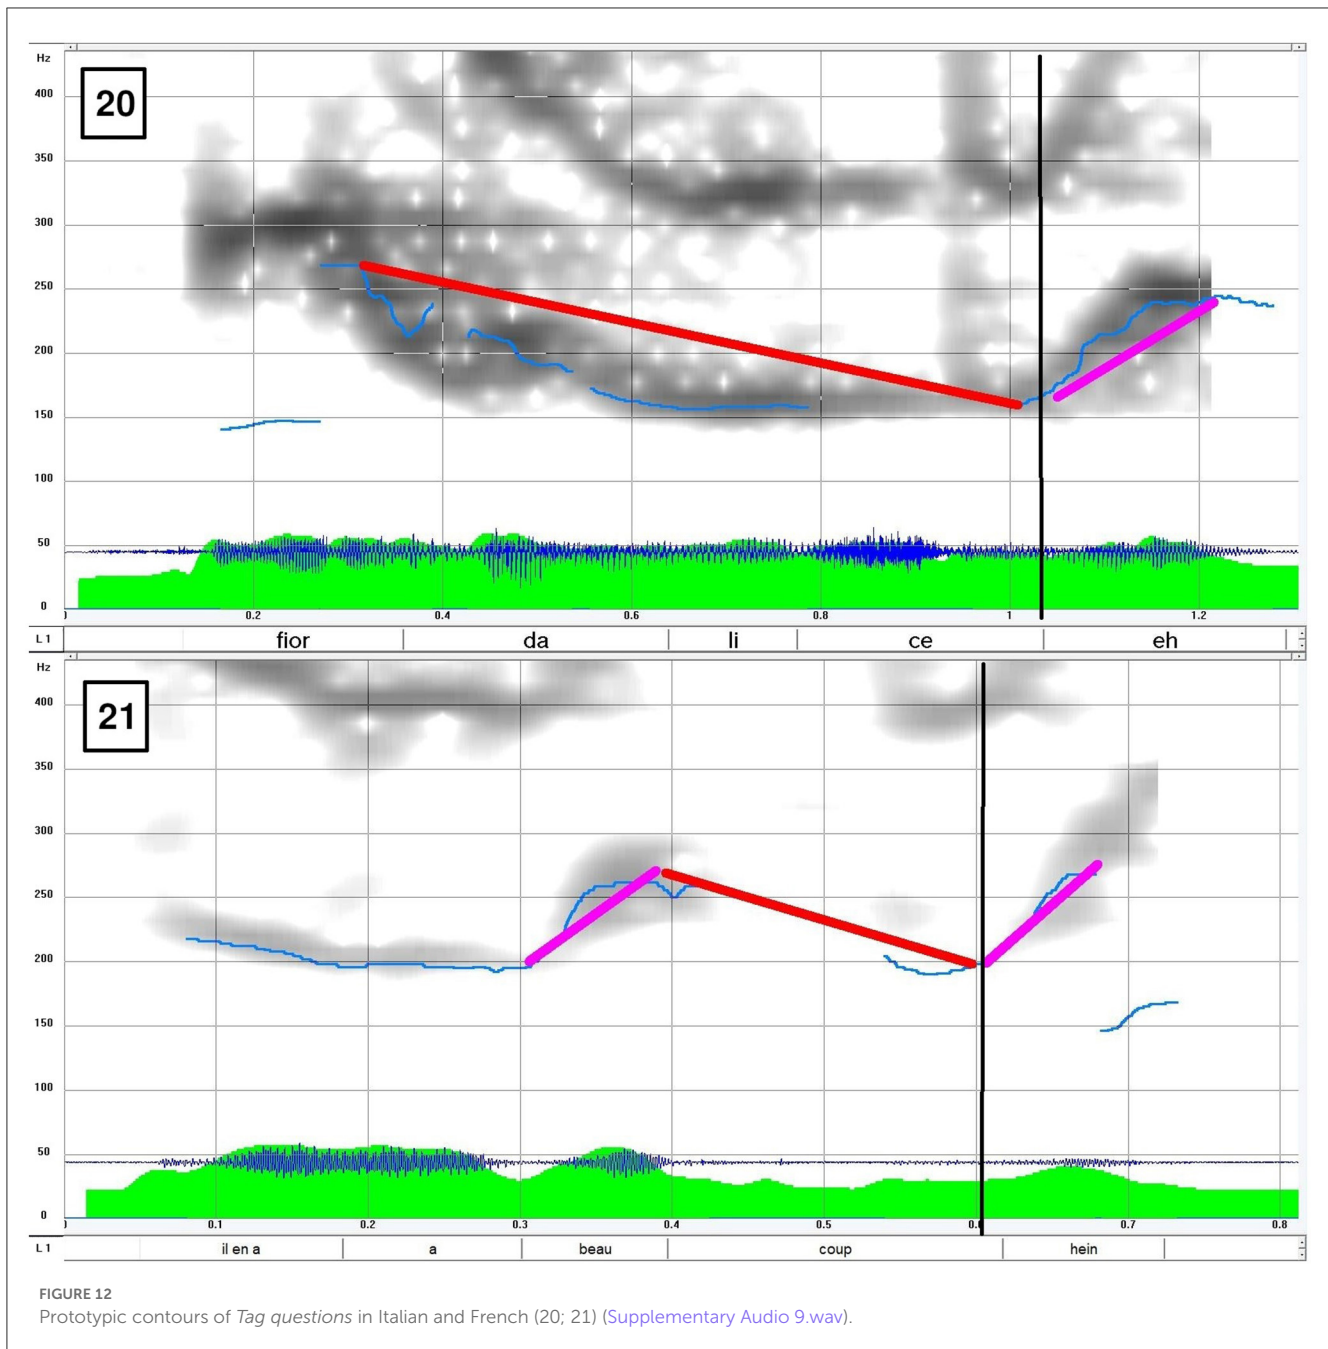 Hz
20
400
350
300
250
200
150
100
50
0
0.2 0.4 0.6 0.8 1 1.2
L1 fior da li ce eh
Hz
21
400
350
300
250
200
150
100
50
0
0.1 0.2 0.3 0.4 0.5 0.6 0.7 0.8
L1 il en a a beau coup hein
FIGURE 12
Prototypic contours of Tag questions in Italian and French (20; 21) (Supplementary Audio 9.wav).